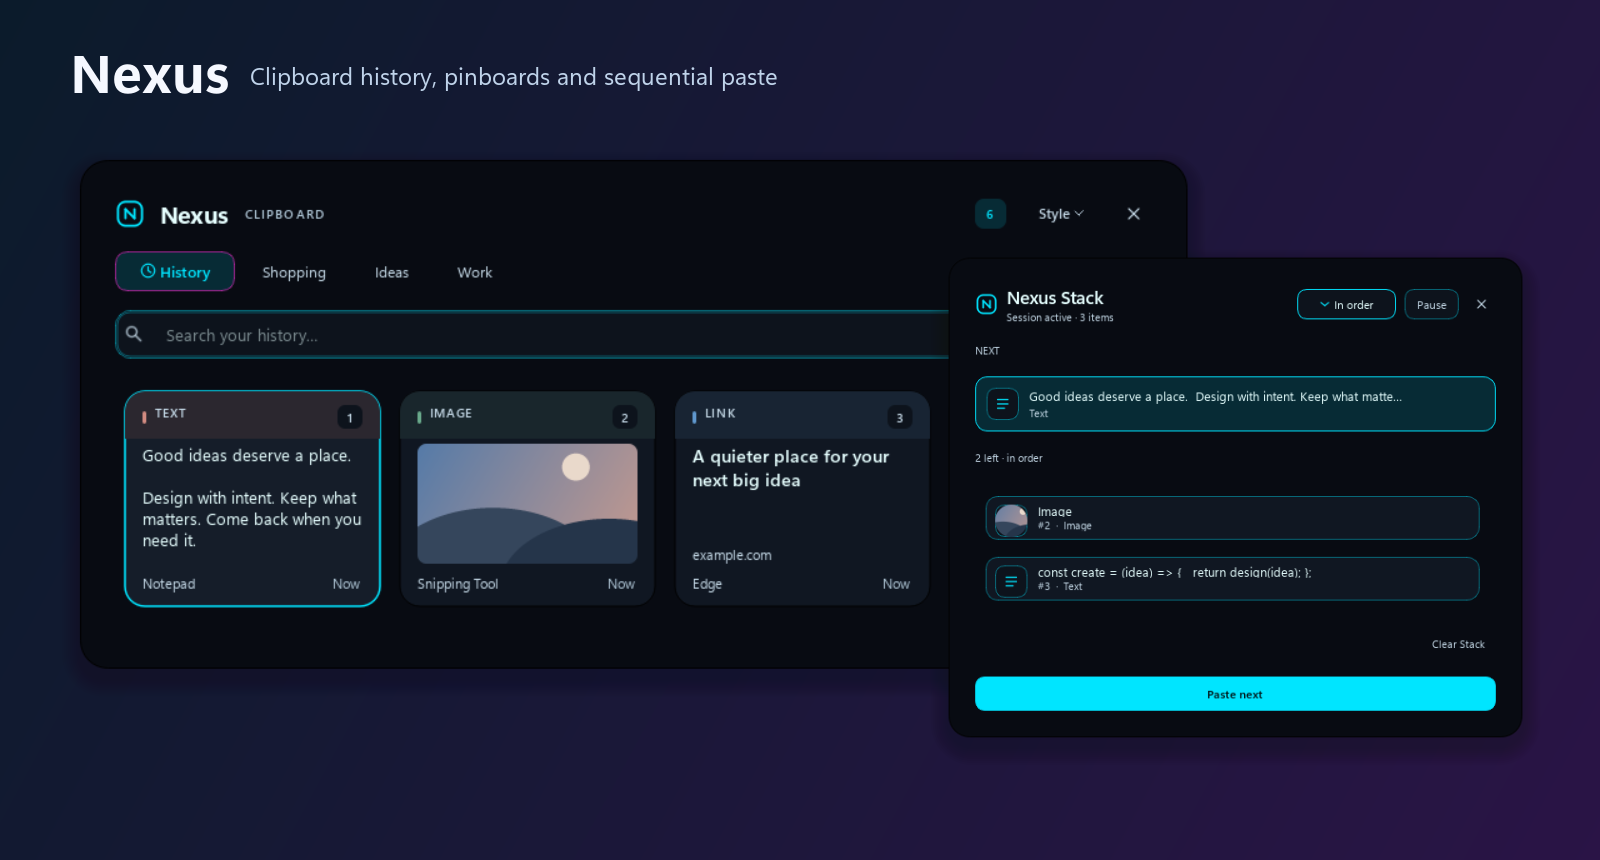 Nexus Clipboard history, pinboards and sequential paste
N Nexus CLIPBOARD 6 Style
History Shopping Ideas Work
Search your history...
TEXT 1
Good ideas deserve a place.
Design with intent. Keep what
matters. Come back when you
need it.
Notepad Now
IMAGE 2
Snipping Tool Now
LINK 3
A quieter place for your
next big idea
example.com
Edge Now
N Nexus Stack In order Pause
Session active · 3 items
NEXT
Good ideas deserve a place.  Design with intent. Keep what matte...
Text
2 left · in order
Image
#2 · Image
const create = (idea) => {   return design(idea); };
#3 · Text
Clear Stack
Paste next